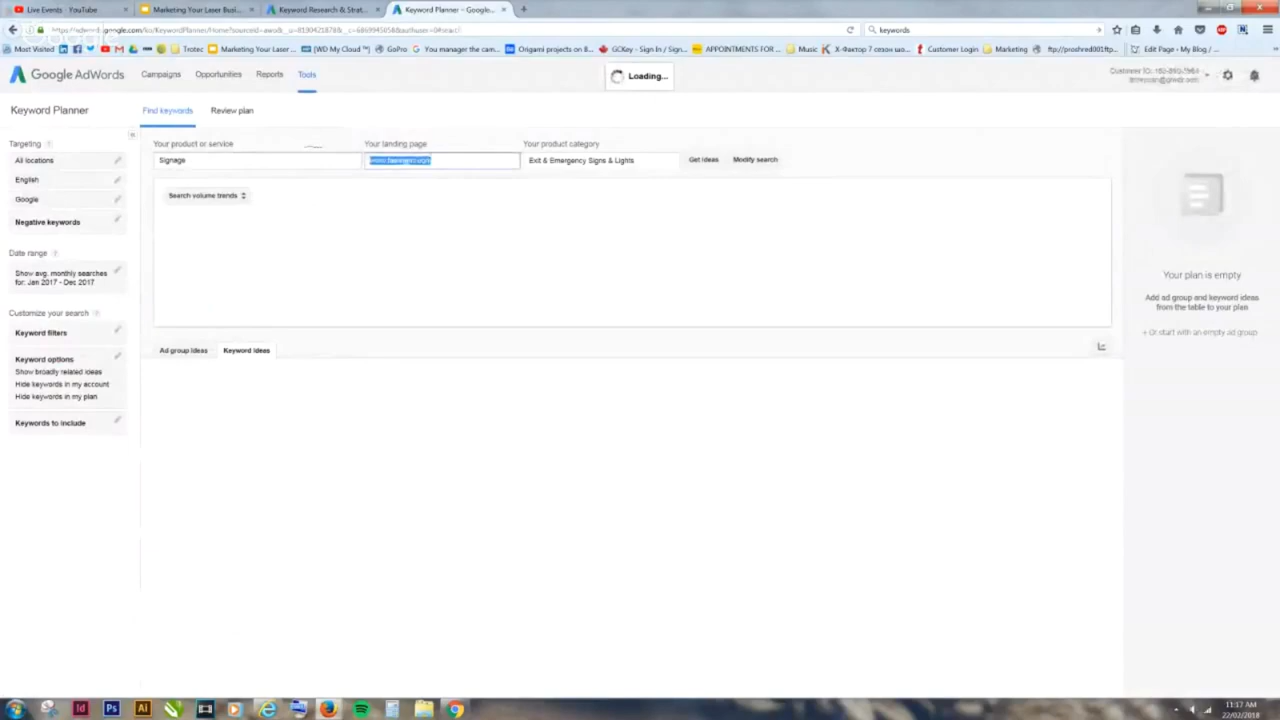 Live Events - YouTube
Marketing Your Laser Busi...
Keyword Research & Strat...
Keyword Planner – Google...
keywords
Most Visited
Trotec
Marketing Your Laser ...
[WD My Cloud ™]
GoPro
You manager the cam...
Origami projects on B...
GOKey - Sign In / Sign...
APPOINTMENTS FOR ...
Music
Х-Фактор 7 сезон ше...
Customer Login
Marketing
ftp://proshred001ftp...
Edit Page ‹ My Blog / ...
Google AdWords
Campaigns
Opportunities
Reports
Tools
Loading...
Customer ID:
Keyword Planner
Find keywords
Review plan
Targeting
All locations
English
Google
Negative keywords
Date range
Show avg. monthly searches
for: Jan 2017 - Dec 2017
Customize your search
Keyword filters
Keyword options
Show broadly related ideas
Hide keywords in my account
Hide keywords in my plan
Keywords to include
Your product or service
Signage
Your landing page
Your product category
Exit & Emergency Signs & Lights
Get ideas
Modify search
Search volume trends
Ad group ideas
Keyword ideas
Your plan is empty
Add ad group and keyword ideas
from the table to your plan
+ Or start with an empty ad group
11:17 AM
22/02/2018